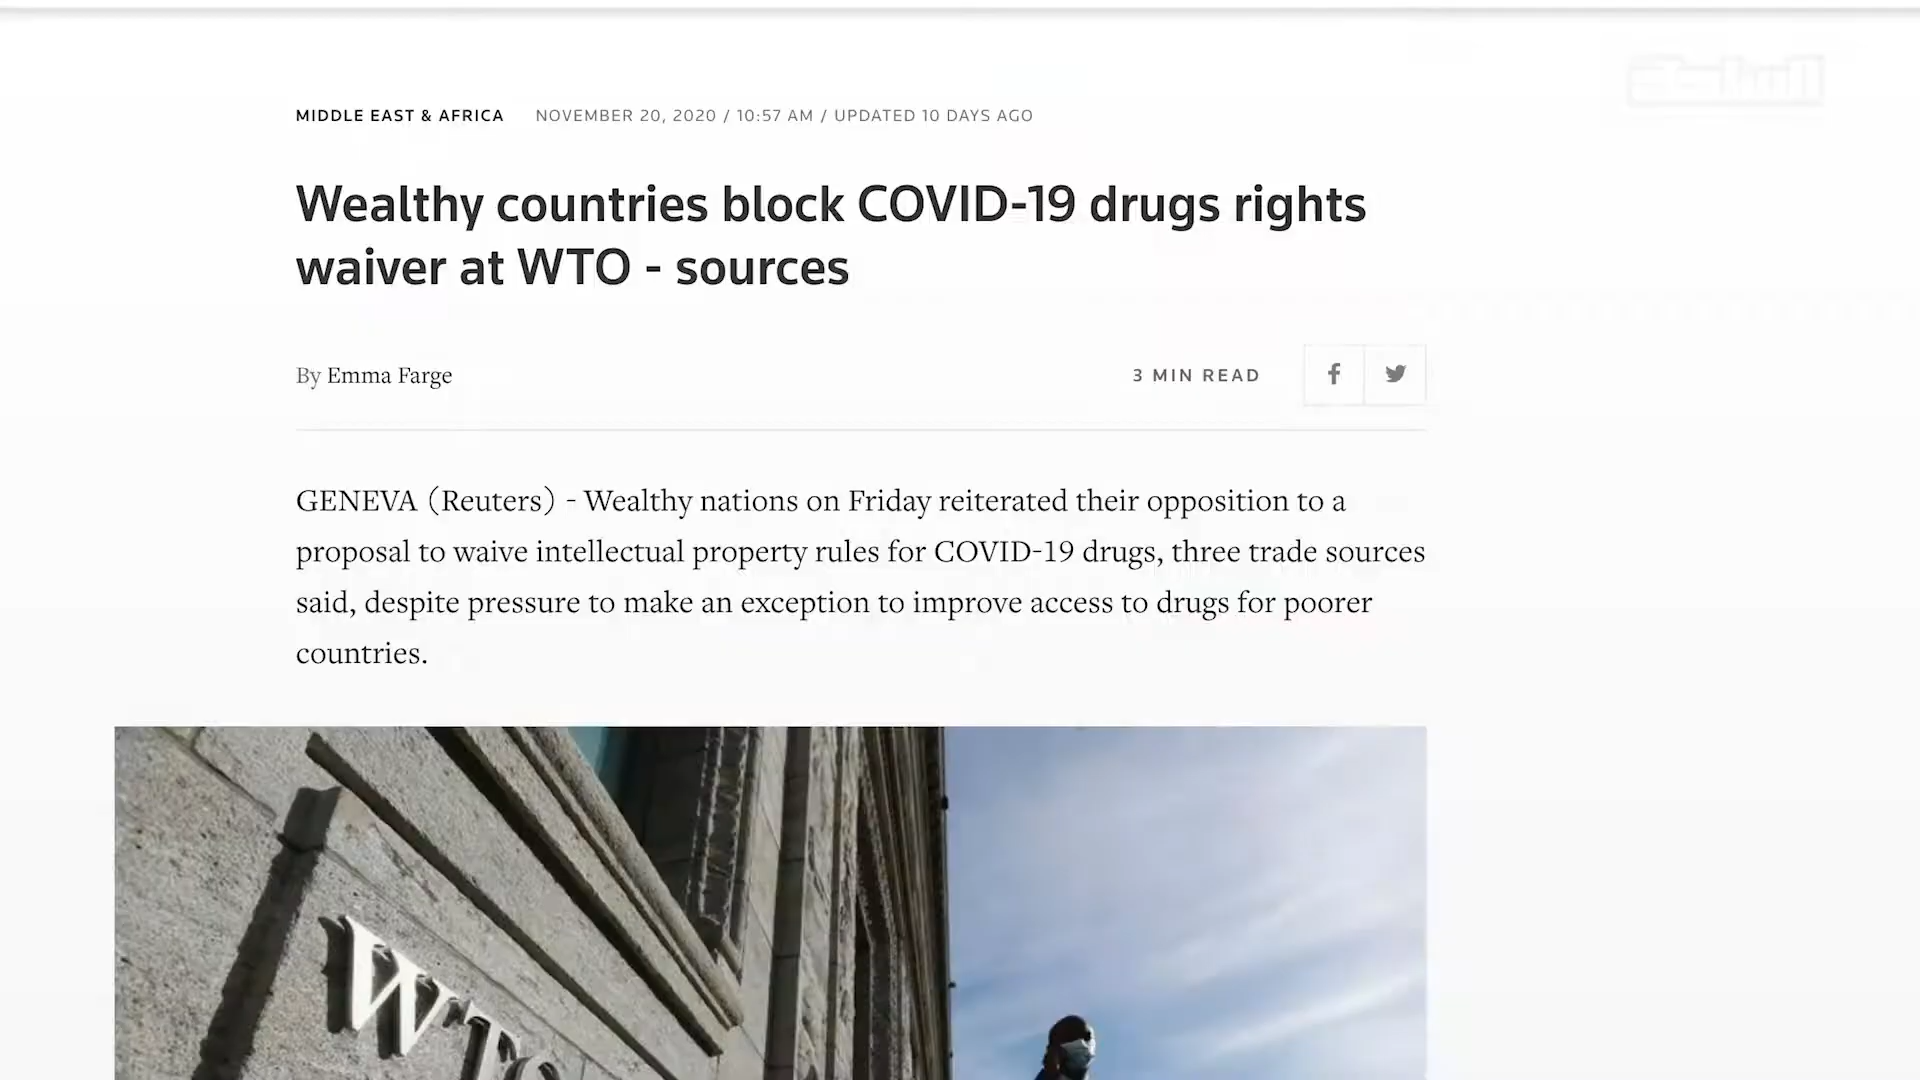 MIDDLE EAST & AFRICA NOVEMBER 20, 2020 / 10:57 AM / UPDATED 10 DAYS AGO
Wealthy countries block COVID-19 drugs rights
waiver at WTO - sources
By Emma Farge 3 MIN READ
GENEVA (Reuters) - Wealthy nations on Friday reiterated their opposition to a
proposal to waive intellectual property rules for COVID-19 drugs, three trade sources
said, despite pressure to make an exception to improve access to drugs for poorer
countries.
WTO